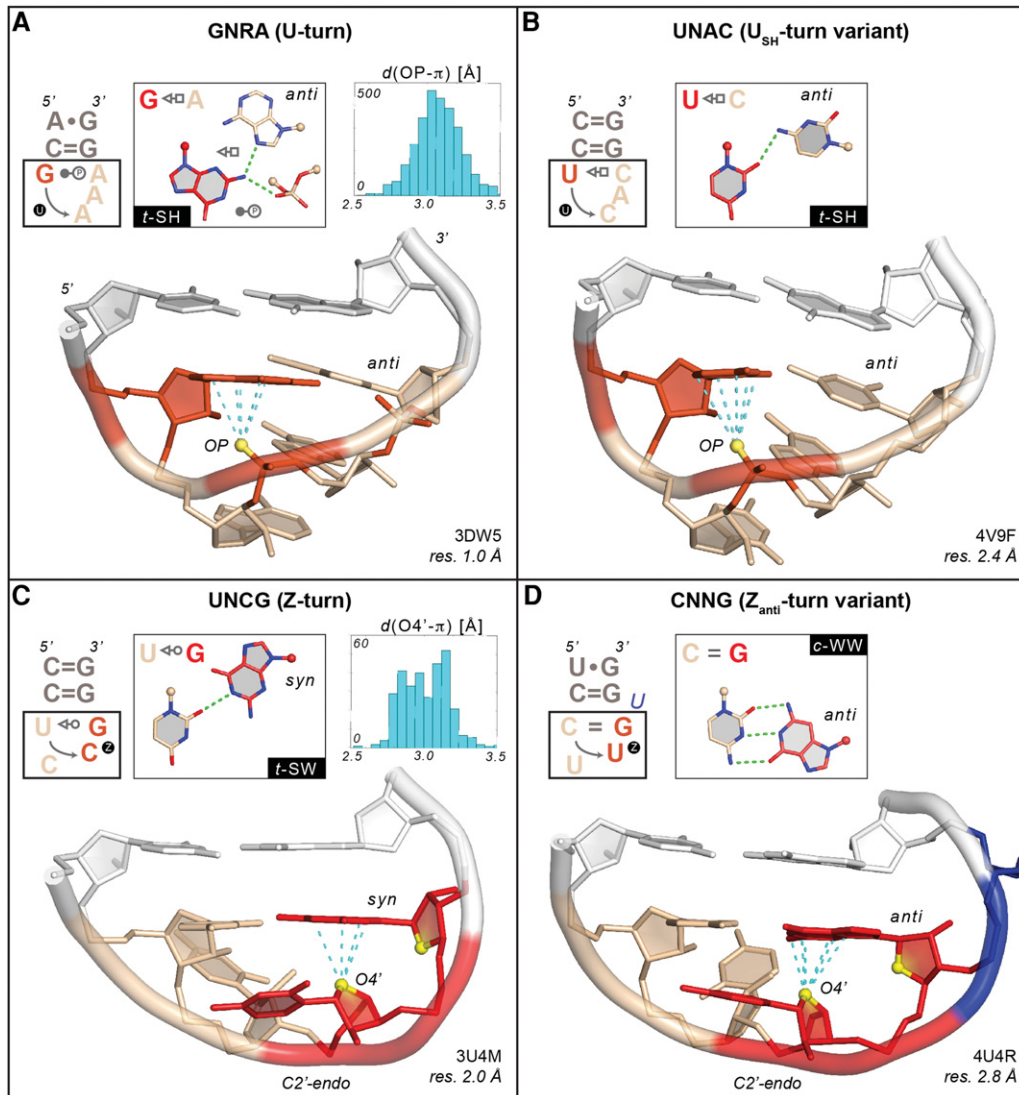 A
GNRA (U-turn)
5’ 3’
A•G
C=G
G P A
A
U A
G A
anti
P
t-SH
d(OP-π) [Å]
500
0
2.5 3.0 3.5
5’
3’
anti
OP
3DW5
res. 1.0 Å
B
UNAC (USH-turn variant)
5’ 3’
C=G
C=G
U C
A
U C
U C
anti
t-SH
anti
OP
4V9F
res. 2.4 Å
C
UNCG (Z-turn)
5’ 3’
C=G
C=G
U G
C Z
C
U G
syn
t-SW
d(O4’-π) [Å]
60
0
2.5 3.0 3.5
syn
O4’
C2’-endo
3U4M
res. 2.0 Å
D
CNNG (Zanti-turn variant)
5’ 3’
U•G
C=G U
C = G
U U Z
C = G
c-WW
anti
anti
O4’
C2’-endo
4U4R
res. 2.8 Å